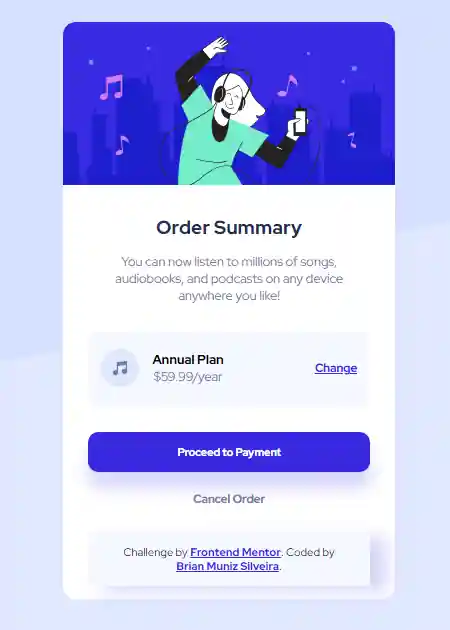 Order Summary
You can now listen to millions of songs,
audiobooks, and podcasts on any device
anywhere you like!
Annual Plan
$59.99/year
Change
Proceed to Payment
Cancel Order
Challenge by Frontend Mentor. Coded by
Brian Muniz Silveira.